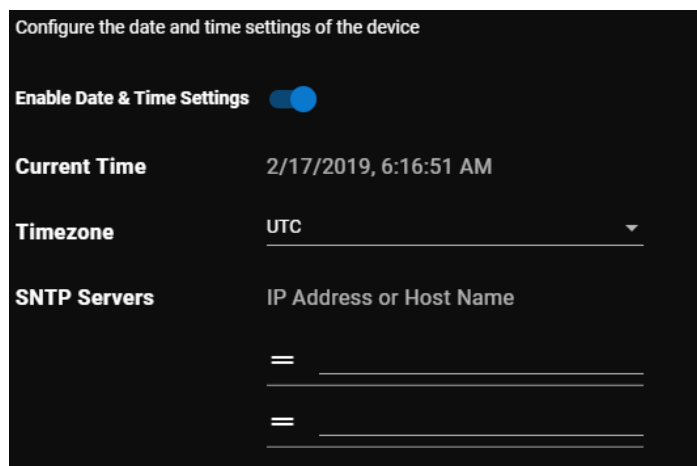 Configure the date and time settings of the device
Enable Date & Time Settings
Current Time 2/17/2019, 6:16:51 AM
Timezone UTC
SNTP Servers IP Address or Host Name